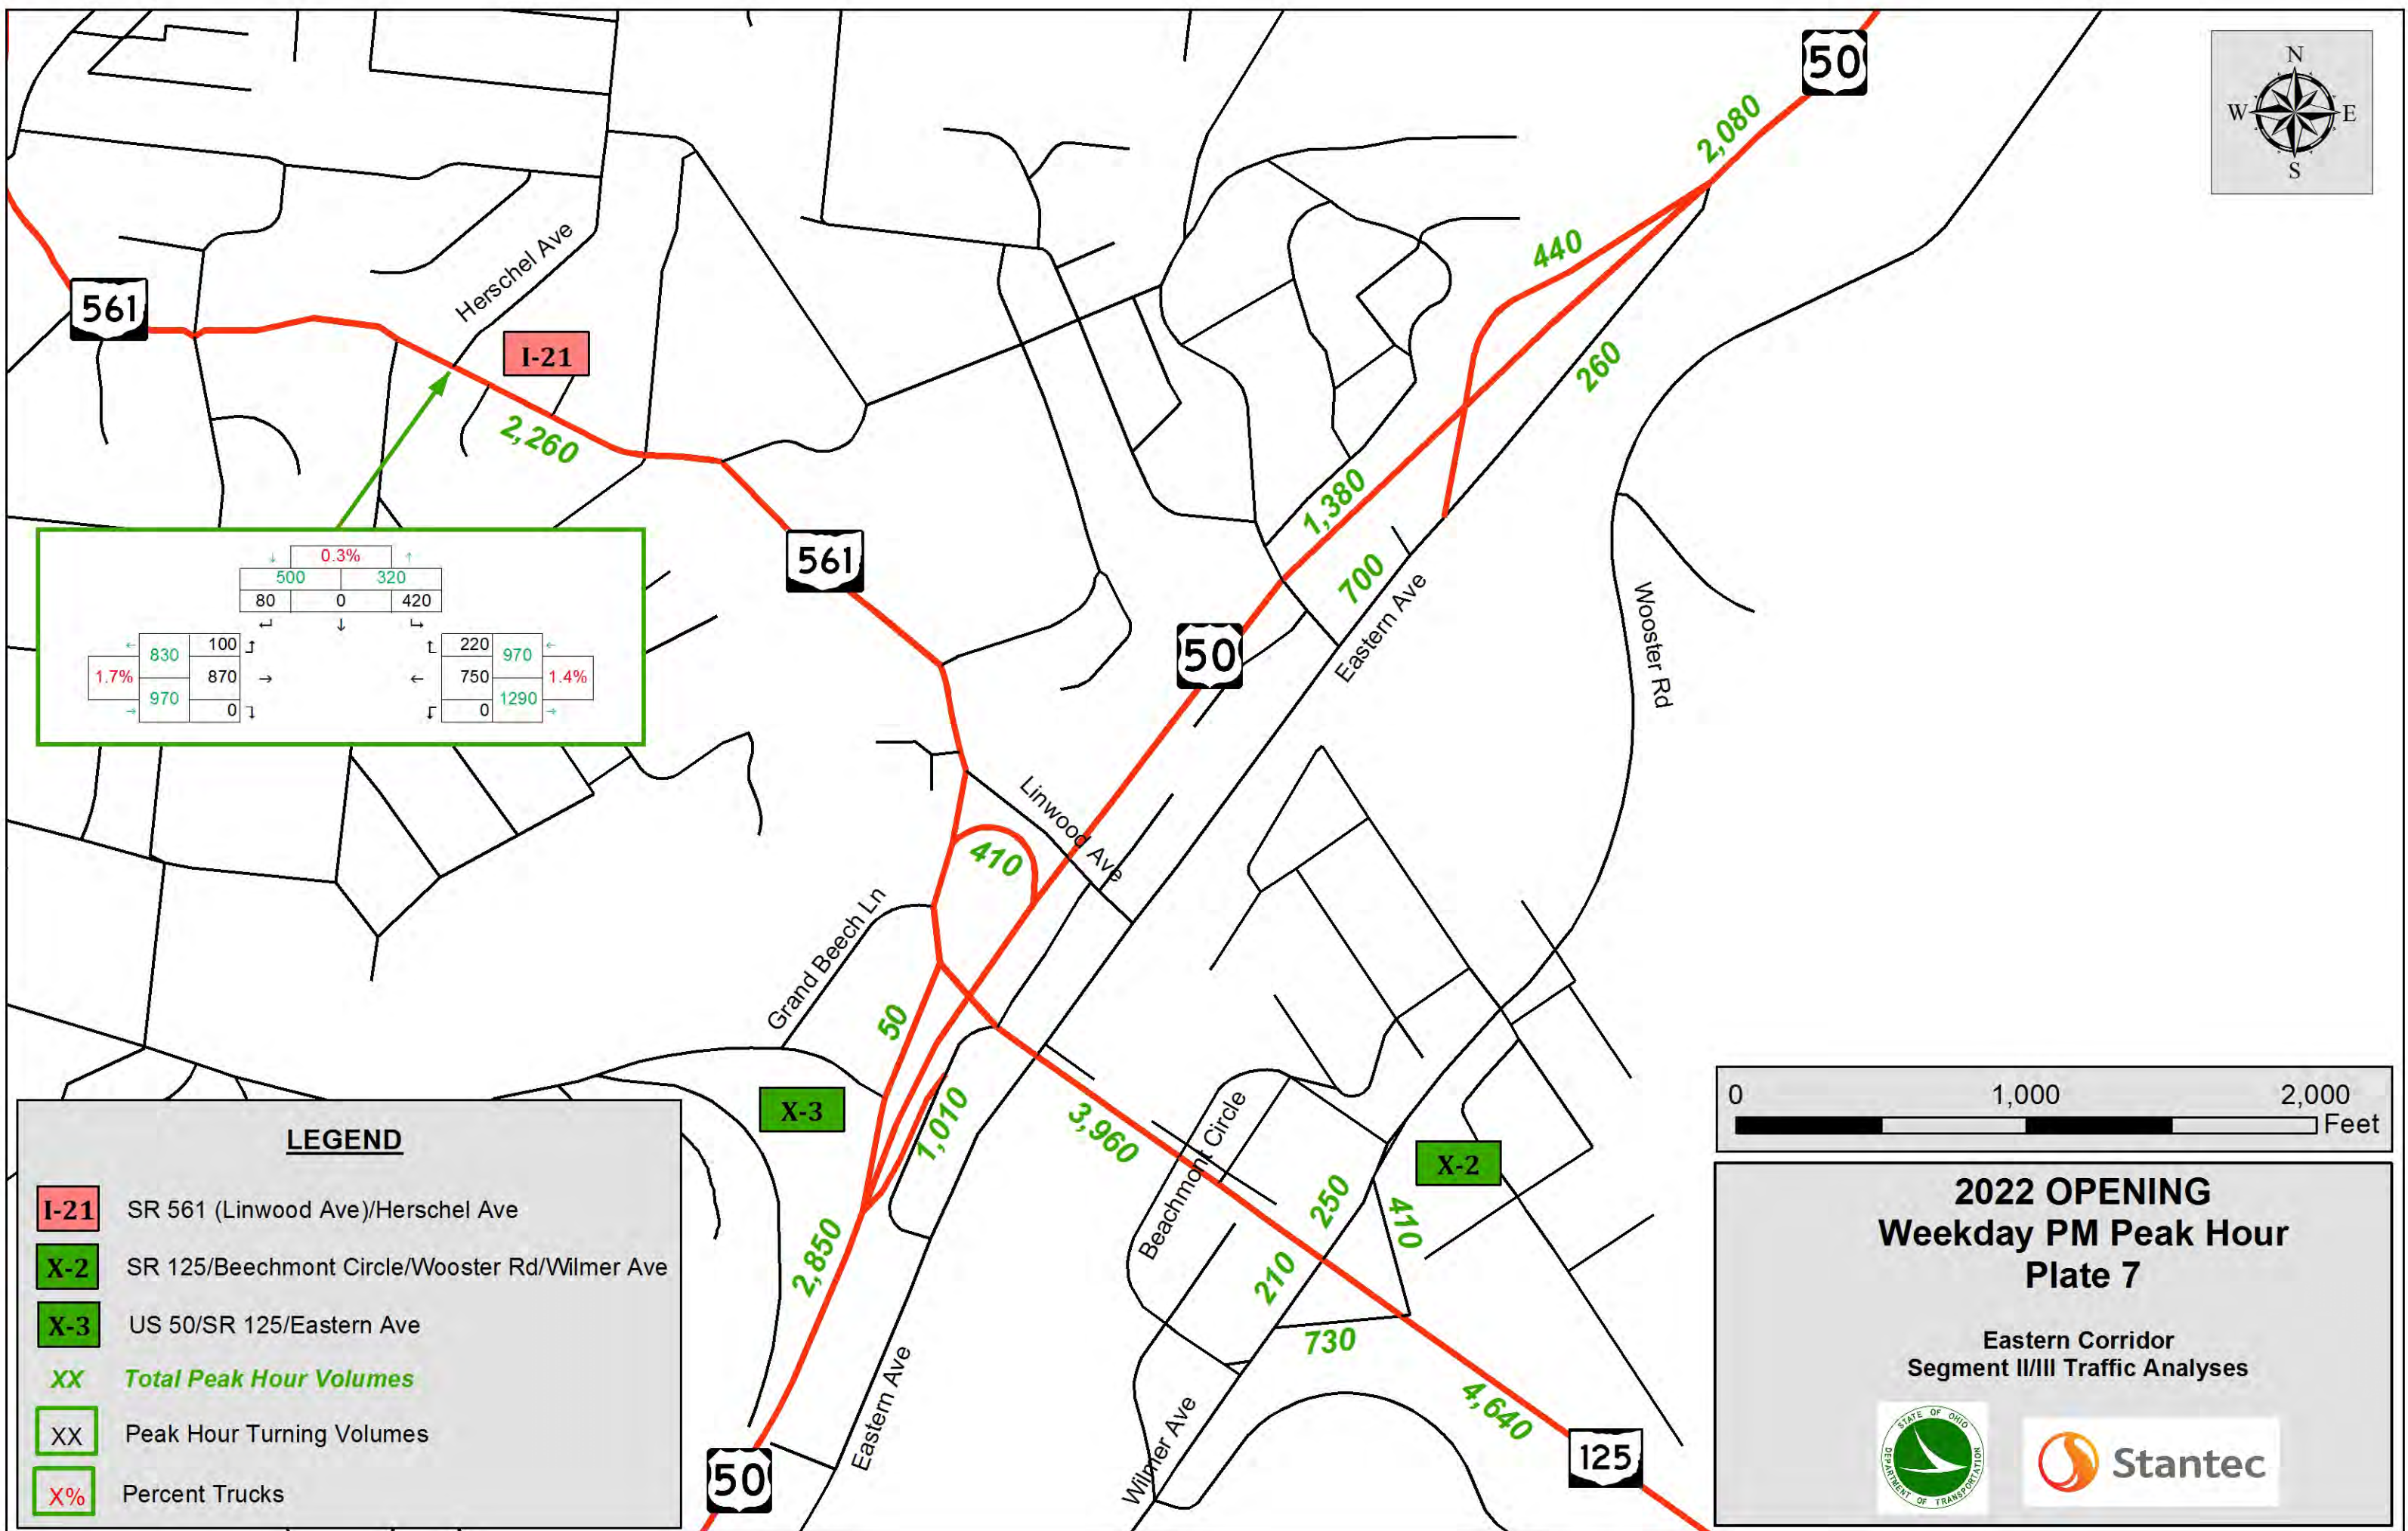 50
2,080
N
W
E
S
440
Herschel Ave
561
I-21
260
2,260
1,380
561
700
0.3%
500 320
80 0 420
830 100
220 970
1.7% 870
750 1.4%
970 0
0 1290
50
Eastern Ave
Wooster Rd
Linwood Ave
410
Grand Beech Ln
50
X-3
1,010
3,960
Beachmont Circle
X-2
250
410
2,850
210
730
Eastern Ave
Wilmer Ave
4,640
125
50
LEGEND
I-21 SR 561 (Linwood Ave)/Herschel Ave
X-2 SR 125/Beechmont Circle/Wooster Rd/Wilmer Ave
X-3 US 50/SR 125/Eastern Ave
XX Total Peak Hour Volumes
XX Peak Hour Turning Volumes
X% Percent Trucks
0 1,000 2,000
Feet
2022 OPENING
Weekday PM Peak Hour
Plate 7
Eastern Corridor
Segment II/III Traffic Analyses
STATE OF OHIO
DEPARTMENT OF TRANSPORTATION
Stantec